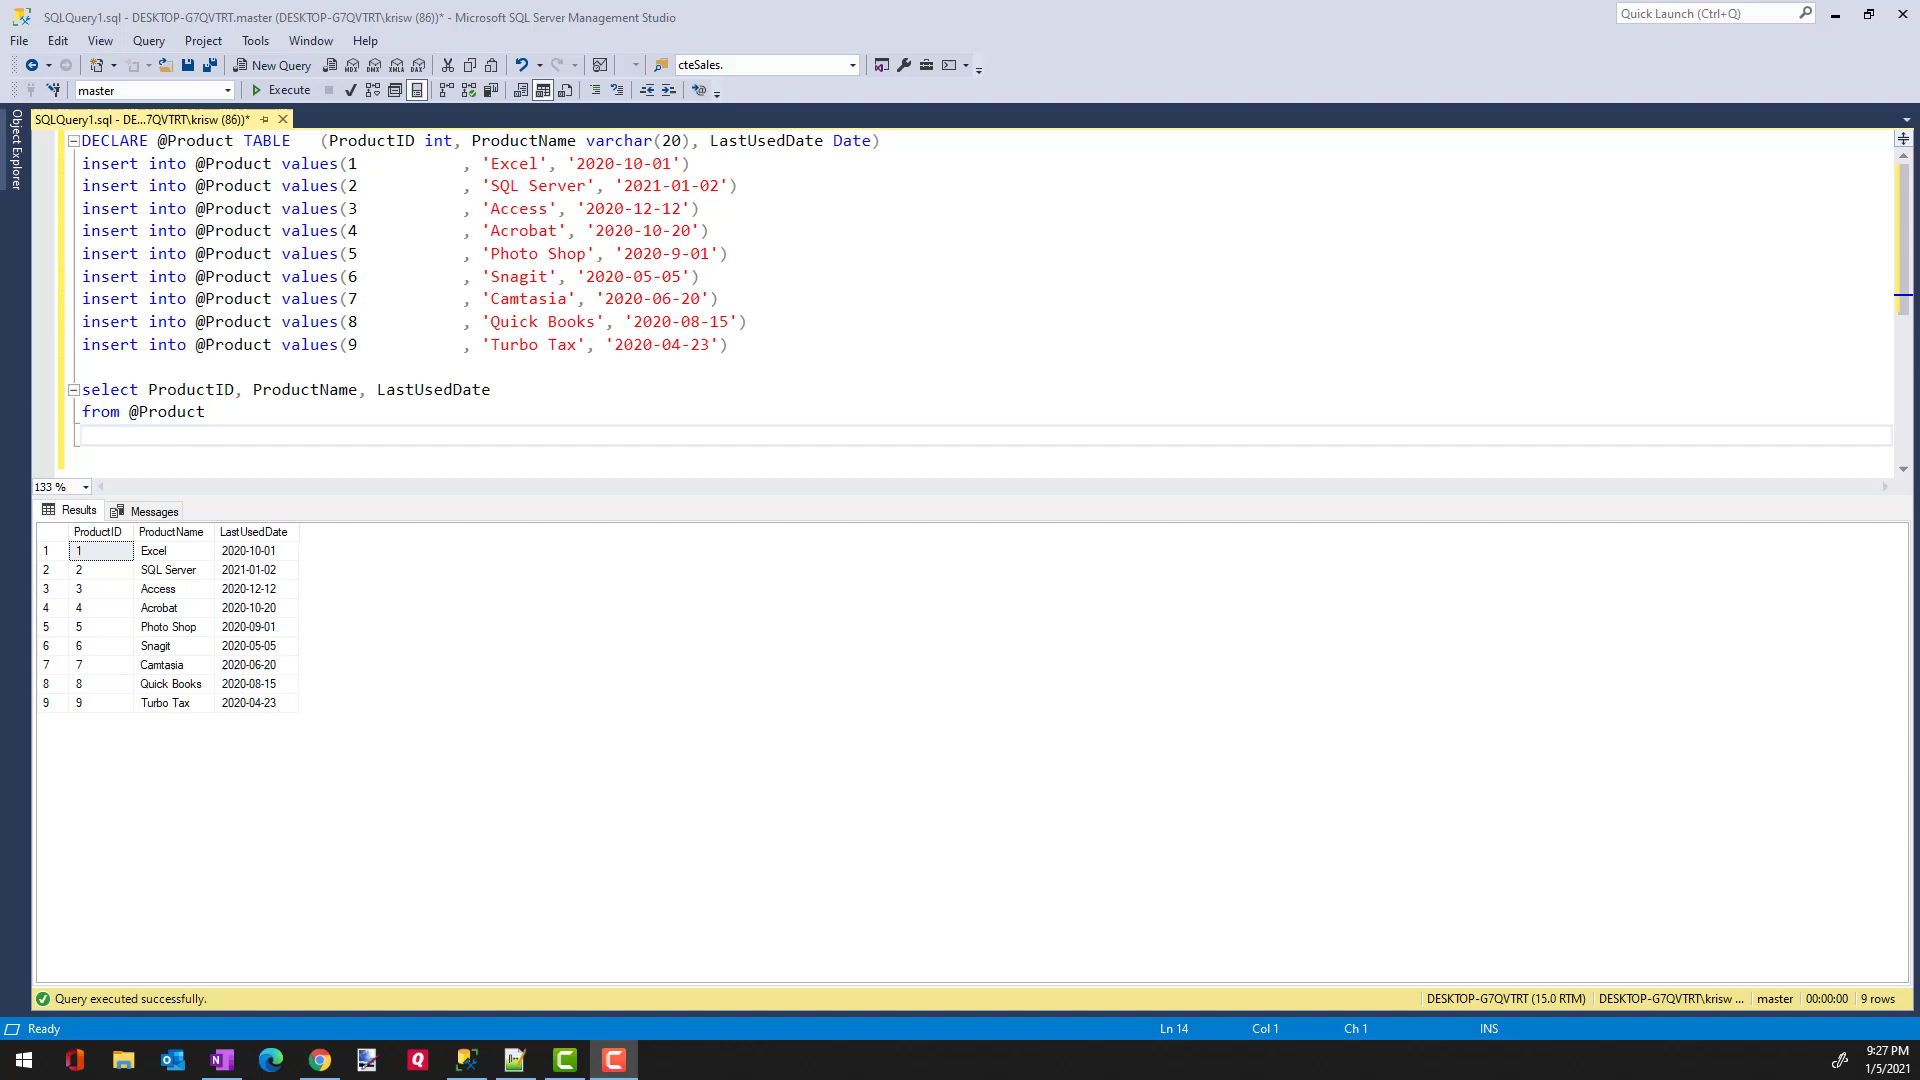 SQLQuery1.sql - DESKTOP-G7QVTRT.master (DESKTOP-G7QVTRT\krisw (86))* - Microsoft SQL Server Management Studio
Quick Launch (Ctrl+Q)
File Edit View Query Project Tools Window Help
New Query
cteSales.
master
Execute
Object Explorer
SQLQuery1.sql - DE...7QVTRT\krisw (86))*
DECLARE @Product TABLE (ProductID int, ProductName varchar(20), LastUsedDate Date)
insert into @Product values(1 , 'Excel', '2020-10-01')
insert into @Product values(2 , 'SQL Server', '2021-01-02')
insert into @Product values(3 , 'Access', '2020-12-12')
insert into @Product values(4 , 'Acrobat', '2020-10-20')
insert into @Product values(5 , 'Photo Shop', '2020-9-01')
insert into @Product values(6 , 'Snagit', '2020-05-05')
insert into @Product values(7 , 'Camtasia', '2020-06-20')
insert into @Product values(8 , 'Quick Books', '2020-08-15')
insert into @Product values(9 , 'Turbo Tax', '2020-04-23')
select ProductID, ProductName, LastUsedDate
from @Product
133 %
Results Messages
ProductID ProductName LastUsedDate
1 1 Excel 2020-10-01
2 2 SQL Server 2021-01-02
3 3 Access 2020-12-12
4 4 Acrobat 2020-10-20
5 5 Photo Shop 2020-09-01
6 6 Snagit 2020-05-05
7 7 Camtasia 2020-06-20
8 8 Quick Books 2020-08-15
9 9 Turbo Tax 2020-04-23
Query executed successfully.
DESKTOP-G7QVTRT (15.0 RTM) DESKTOP-G7QVTRT\krisw ... master 00:00:00 9 rows
Ready Ln 14 Col 1 Ch 1 INS
9:27 PM
1/5/2021